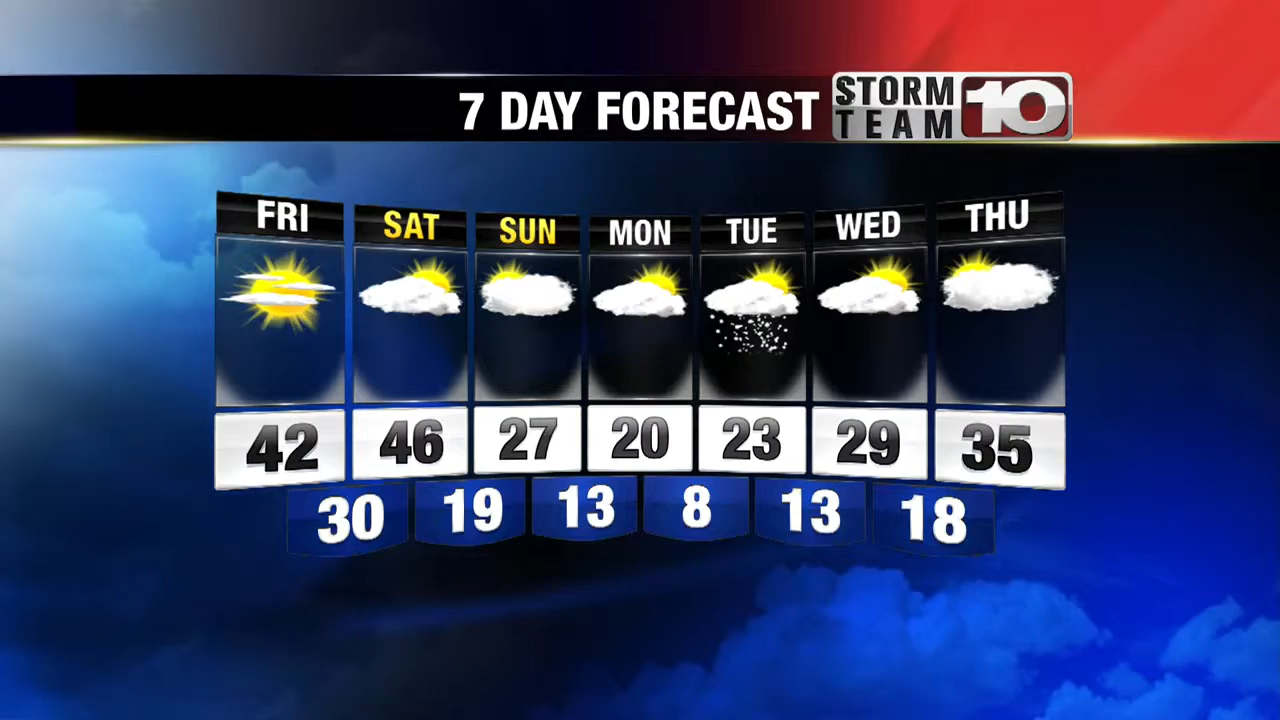 7 DAY FORECAST
STORM
TEAM
10
FRI SAT SUN MON TUE WED THU
42 46 27 20 23 29 35
30 19 13 8 13 18